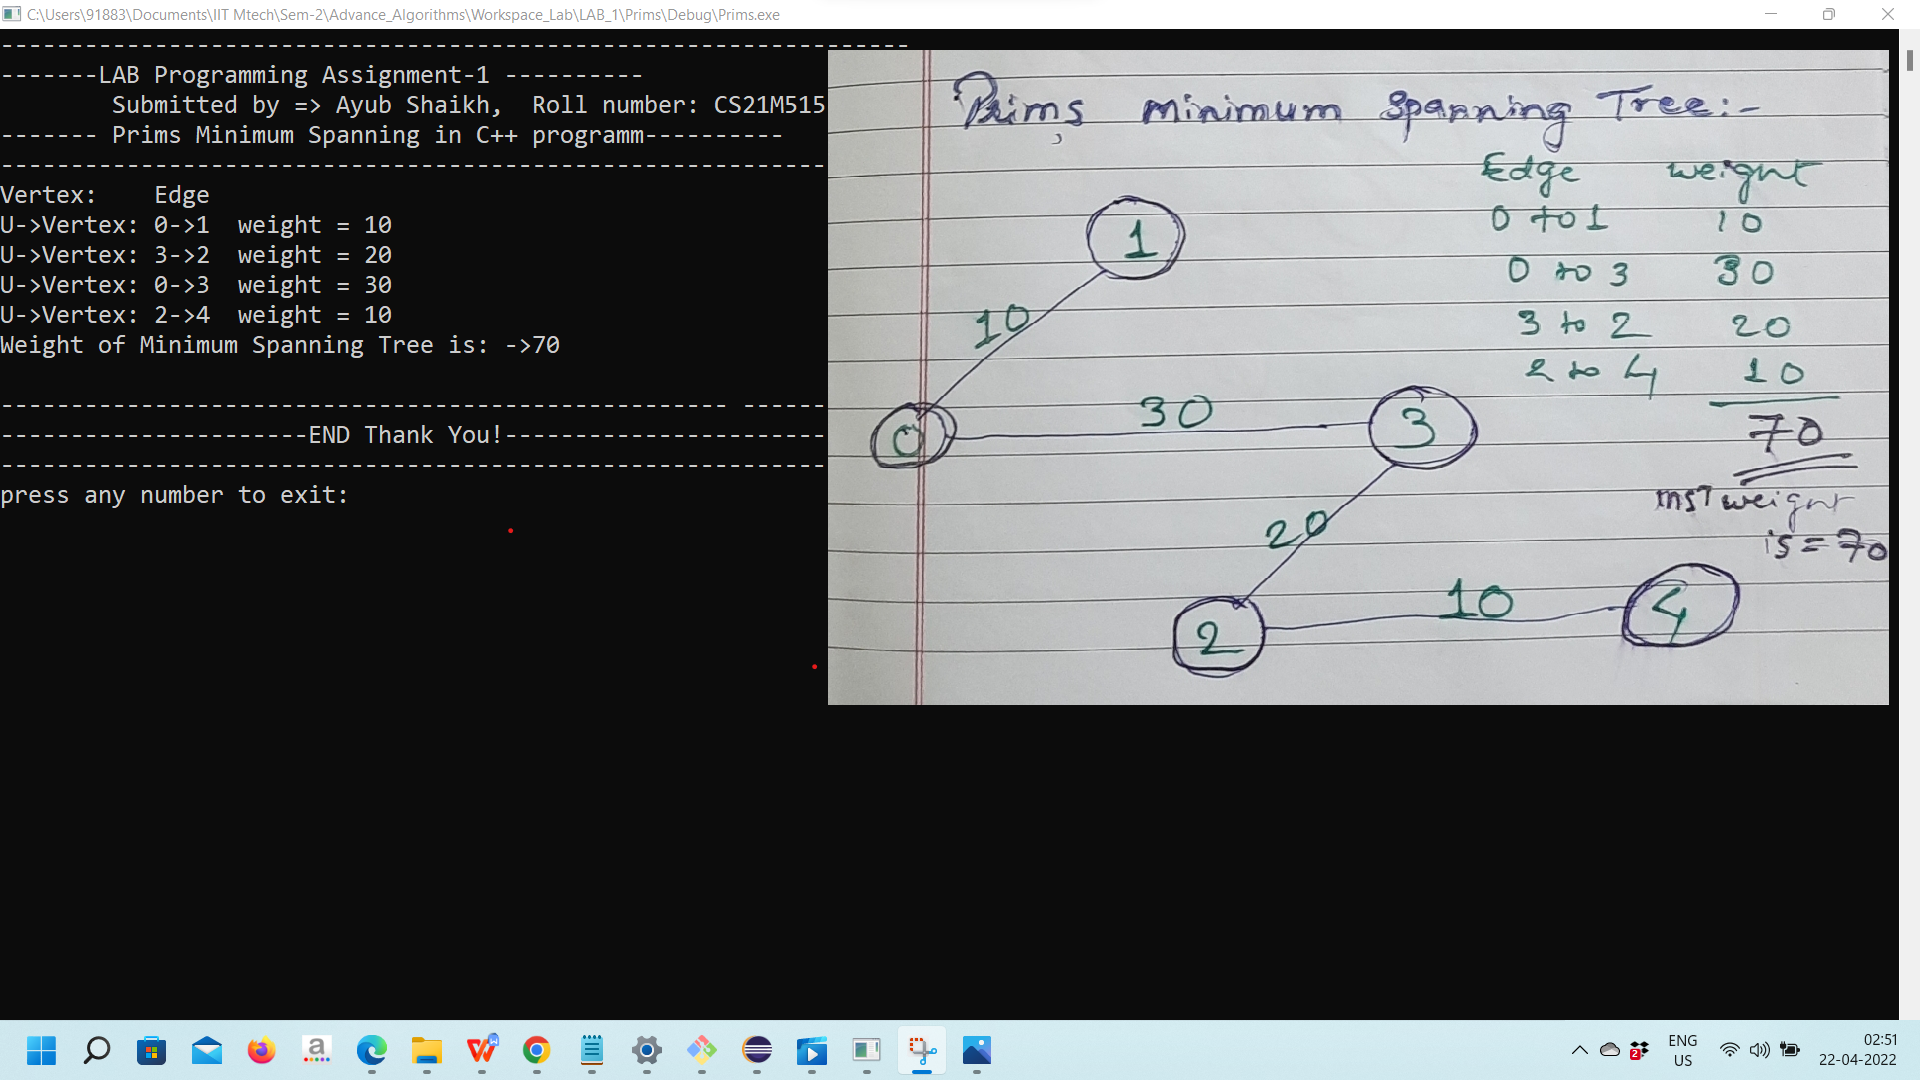 C:\Users\91883\Documents\IIT Mtech\Sem-2\Advance_Algorithms\Workspace_Lab\LAB_1\Prims\Debug\Prims.exe
-----------------------------------------------------------------
-------LAB Programming Assignment-1 ----------
Submitted by => Ayub Shaikh,  Roll number: CS21M515
------- Prims Minimum Spanning in C++ programm----------
-----------------------------------------------------------
Vertex:    Edge
U->Vertex: 0->1  weight = 10
U->Vertex: 3->2  weight = 20
U->Vertex: 0->3  weight = 30
U->Vertex: 2->4  weight = 10
Weight of Minimum Spanning Tree is: ->70
-----------------------------------------------------------
----------------------END Thank You!-----------------------
-----------------------------------------------------------
press any number to exit:
Prims minimum Spanning Tree:-
Edge weight
0 to 1 10
0 to 3 30
3 to 2 20
2 to 4 10
70
MST weight
is = 70
1
10
0
30
3
20
2
10
4
a
W
2
ENG
US
02:51
22-04-2022